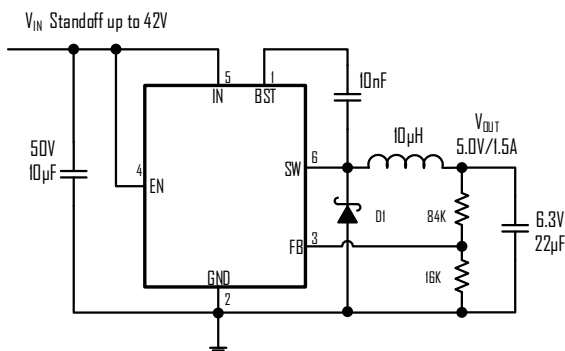 VIN Standoff up to 42V
5
1
IN
BST
10nF
50V
10µF
4
EN
SW
6
10µH
VOUT
5.0V/1.5A
D1
84K
6.3V
22µF
FB
3
16K
GND
2